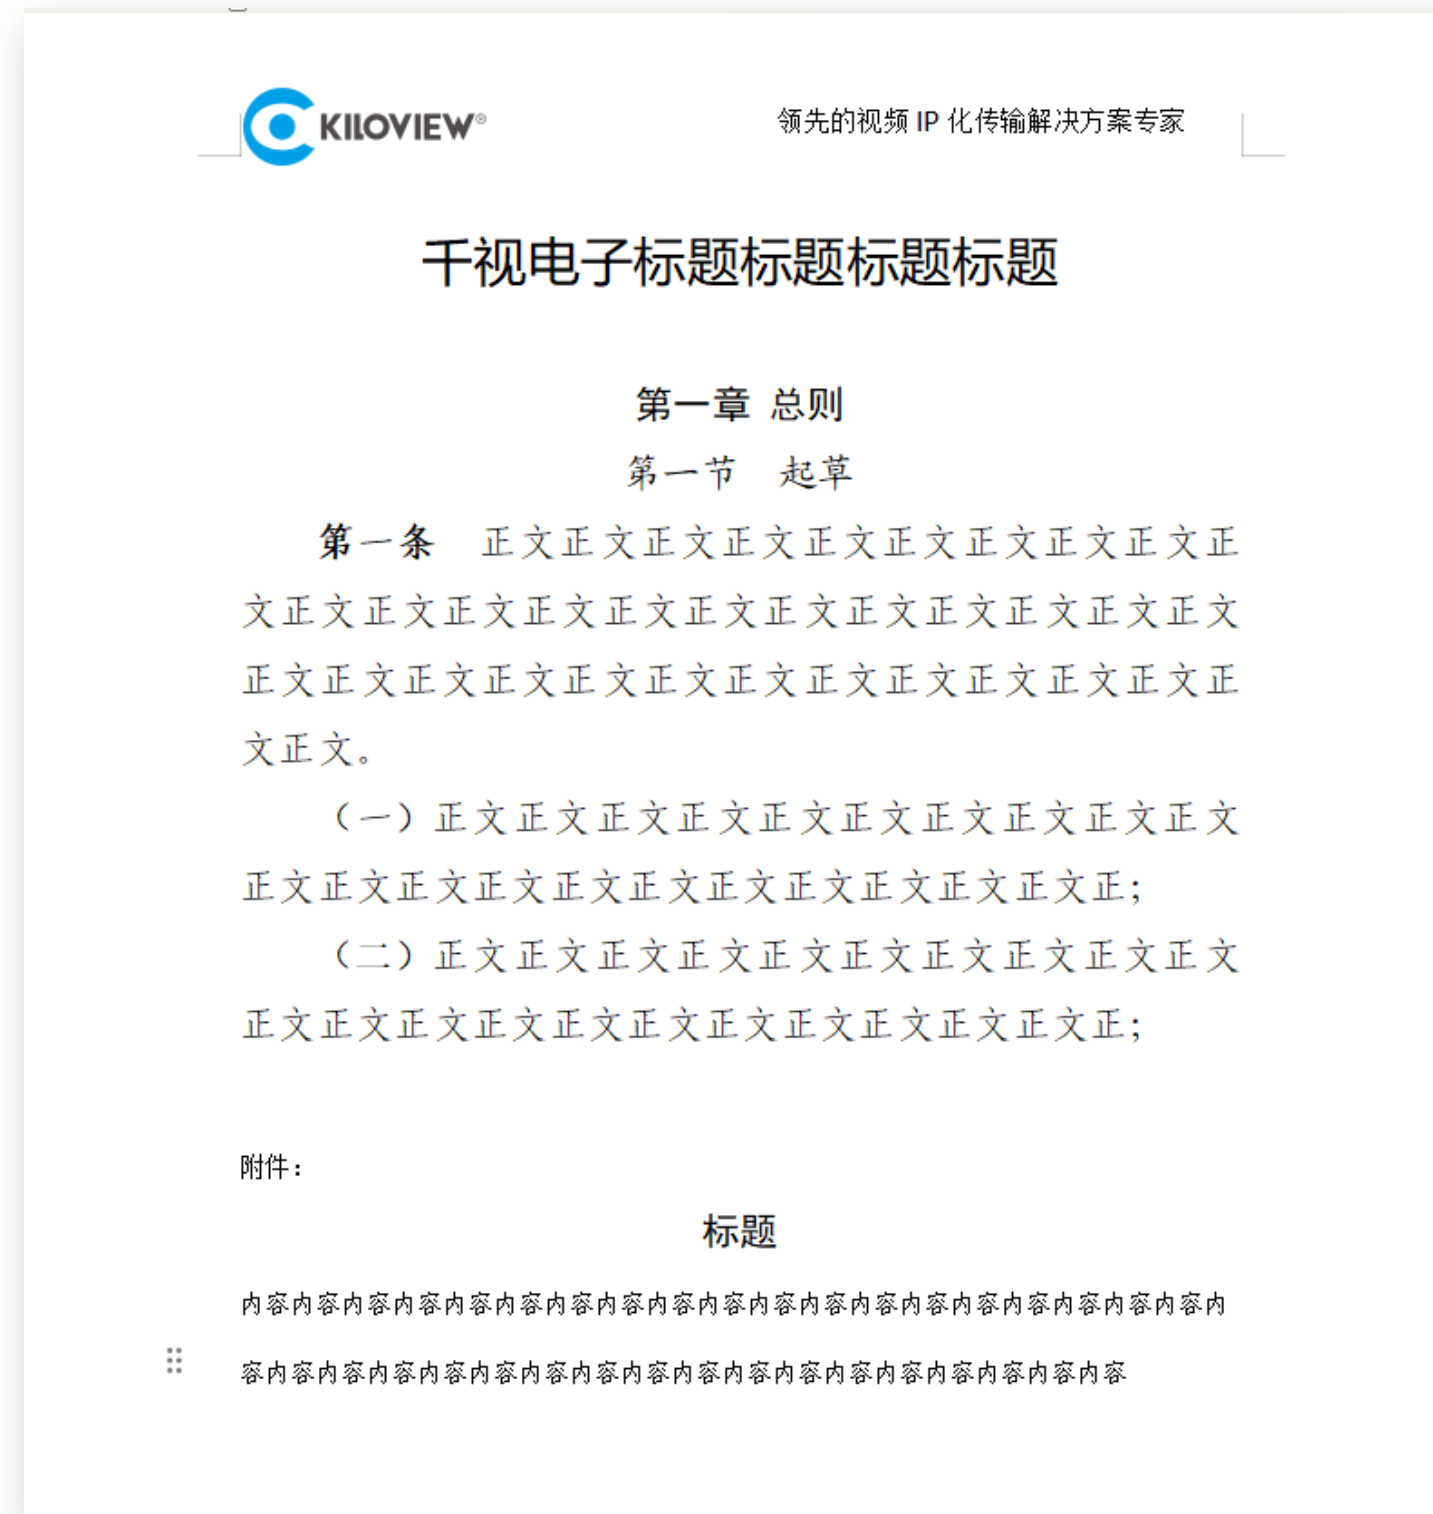 KILOVIEW®
领先的视频 IP 化传输解决方案专家
千视电子标题标题标题标题
第一章 总则
第一节　起草
第一条　正文正文正文正文正文正文正文正文正文正
文正文正文正文正文正文正文正文正文正文正文正文正文
正文正文正文正文正文正文正文正文正文正文正文正文正
文正文。
（一）正文正文正文正文正文正文正文正文正文正文
正文正文正文正文正文正文正文正文正文正文正文正；
（二）正文正文正文正文正文正文正文正文正文正文
正文正文正文正文正文正文正文正文正文正文正文正；
附件：
标题
内容内容内容内容内容内容内容内容内容内容内容内容内容内容内容内容内容内容内容内
容内容内容内容内容内容内容内容内容内容内容内容内容内容内容内容内容内容